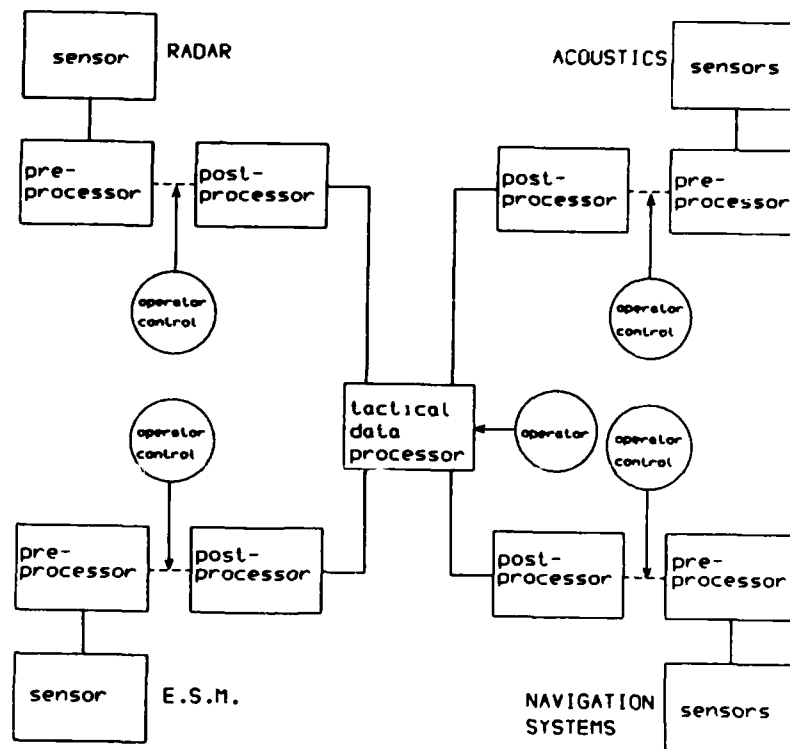 sensor
RADAR
pre-
processor
post-
processor
operator
control
ACOUSTICS
sensors
post-
processor
pre-
processor
operator
control
tactical
data
processor
operator
operator
control
operator
control
pre-
processor
post-
processor
sensor
E.S.M.
post-
processor
pre-
processor
NAVIGATION
SYSTEMS
sensors